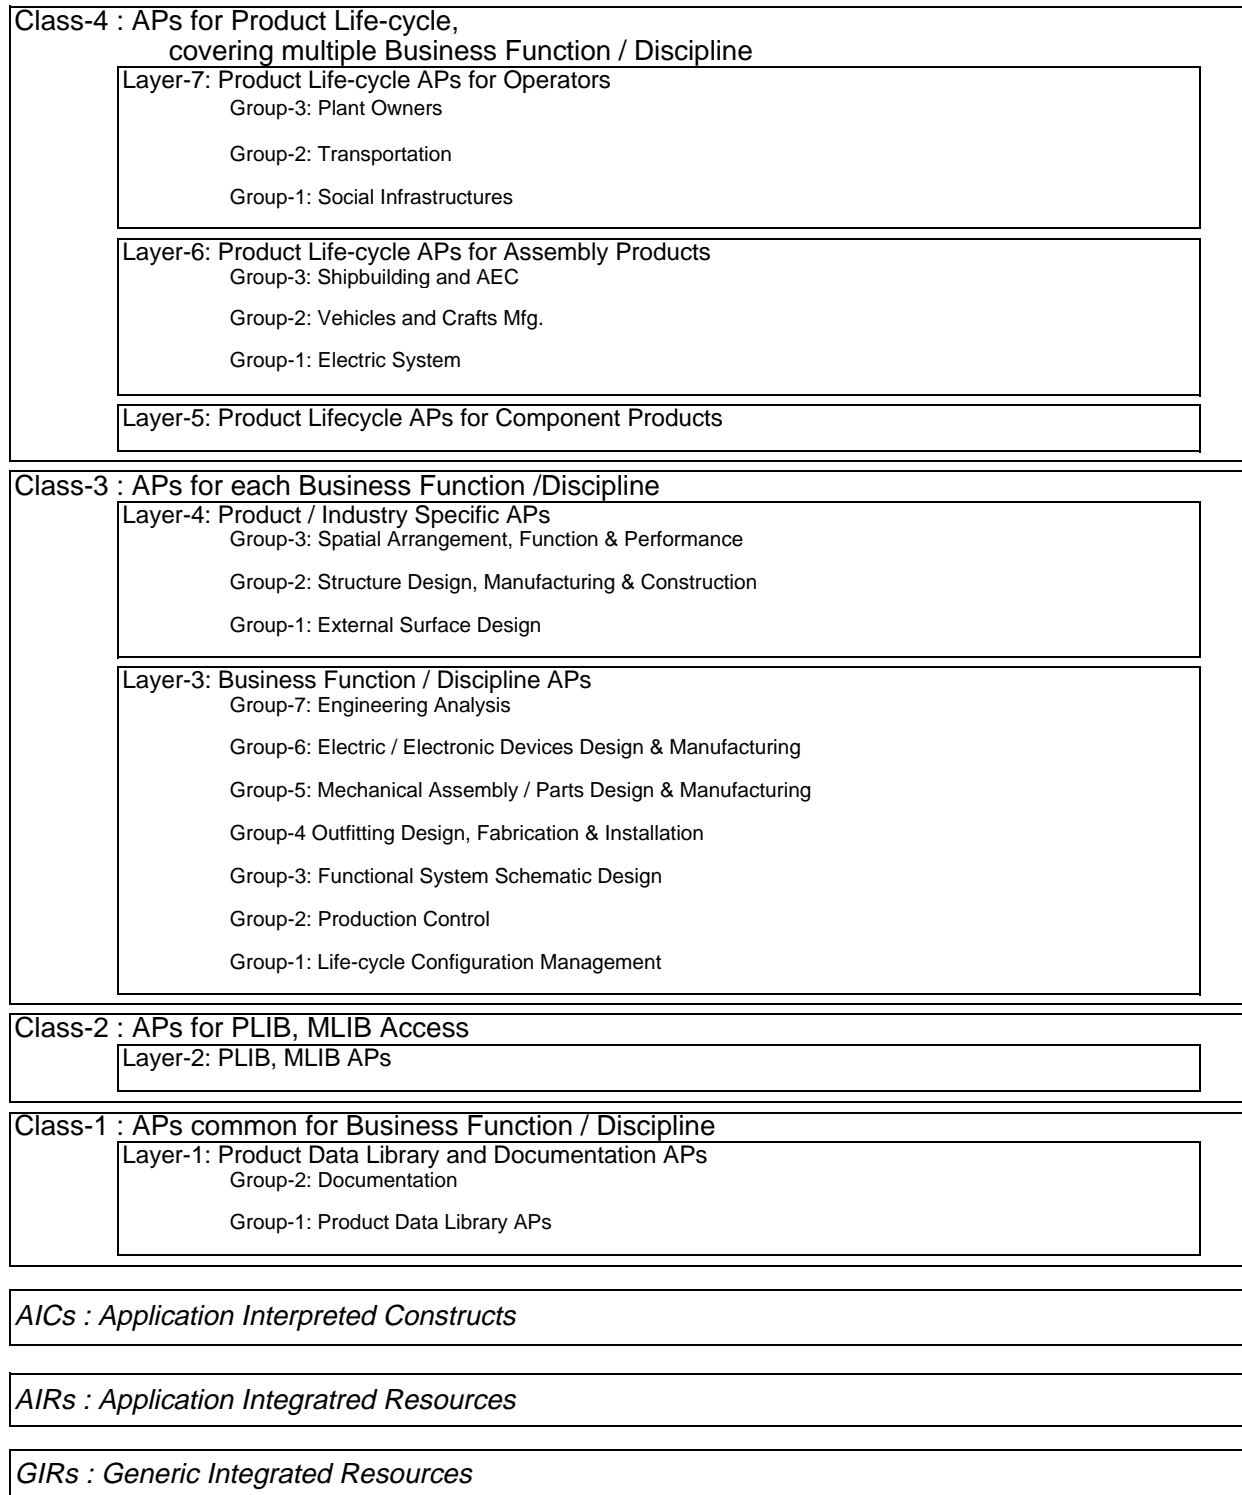 Class-4 : APs for Product Life-cycle,
covering multiple Business Function / Discipline
Layer-7: Product Life-cycle APs for Operators
Group-3: Plant Owners
Group-2: Transportation
Group-1: Social Infrastructures
Layer-6: Product Life-cycle APs for Assembly Products
Group-3: Shipbuilding and AEC
Group-2: Vehicles and Crafts Mfg.
Group-1: Electric System
Layer-5: Product Lifecycle APs for Component Products
Class-3 : APs for each Business Function /Discipline
Layer-4: Product / Industry Specific APs
Group-3: Spatial Arrangement, Function & Performance
Group-2: Structure Design, Manufacturing & Construction
Group-1: External Surface Design
Layer-3: Business Function / Discipline APs
Group-7: Engineering Analysis
Group-6: Electric / Electronic Devices Design & Manufacturing
Group-5: Mechanical Assembly / Parts Design & Manufacturing
Group-4 Outfitting Design, Fabrication & Installation
Group-3: Functional System Schematic Design
Group-2: Production Control
Group-1: Life-cycle Configuration Management
Class-2 : APs for PLIB, MLIB Access
Layer-2: PLIB, MLIB APs
Class-1 : APs common for Business Function / Discipline
Layer-1: Product Data Library and Documentation APs
Group-2: Documentation
Group-1: Product Data Library APs
AICs : Application Interpreted Constructs
AIRs : Application Integratred Resources
GIRs : Generic Integrated Resources